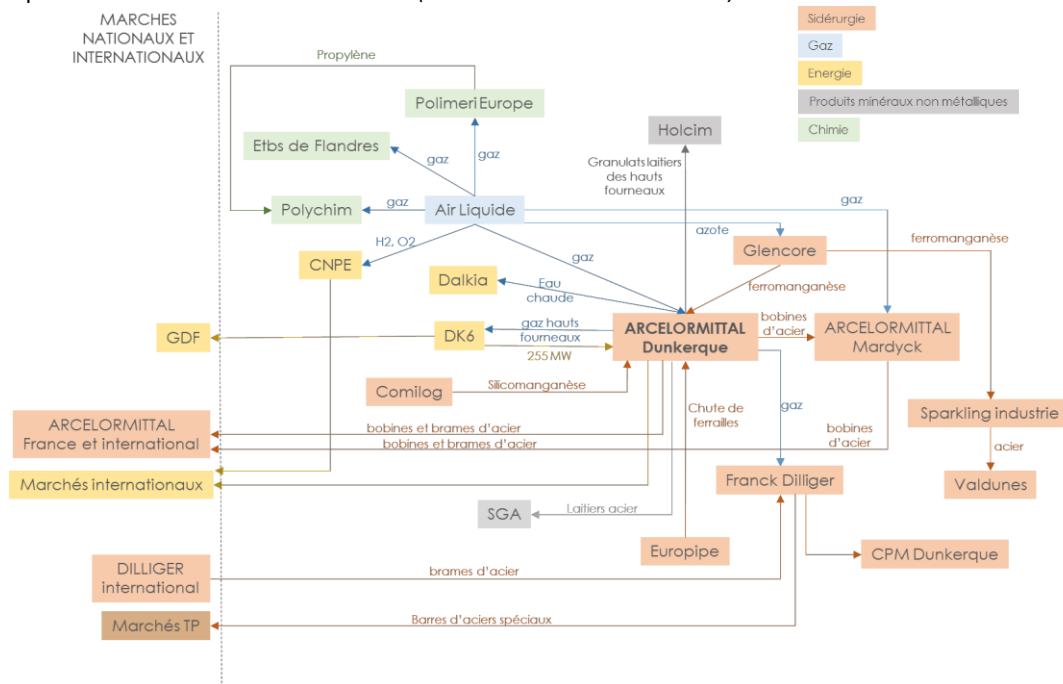 MARCHES
NATIONAUX ET
INTERNATIONAUX
Sidérurgie
Gaz
Energie
Produits minéraux non métalliques
Chimie
Propylène
Polimeri Europe
Holcim
Etbs de Flandres
gaz
gaz
Granulats laitiers
des hauts
fourneaux
Polychim
gaz
Air Liquide
gaz
azote
H2, O2
Glencore
ferromanganèse
CNPE
gaz
Dalkia
Eau
chaude
ferromanganèse
GDF
DK6
gaz hauts
fourneaux
255 MW
ARCELORMITTAL
Dunkerque
bobines
d'acier
ARCELORMITTAL
Mardyck
Comilog
Silicomanganèse
Chute de
ferrailles
gaz
Sparkling industrie
ARCELORMITTAL
France et international
bobines et brames d'acier
bobines et brames d'acier
bobines
d'acier
acier
Marchés internationaux
Franck Dilliger
Valdunes
SGA
Laitiers acier
Europipe
CPM Dunkerque
DILLIGER
international
brames d'acier
Marchés TP
Barres d'aciers spéciaux